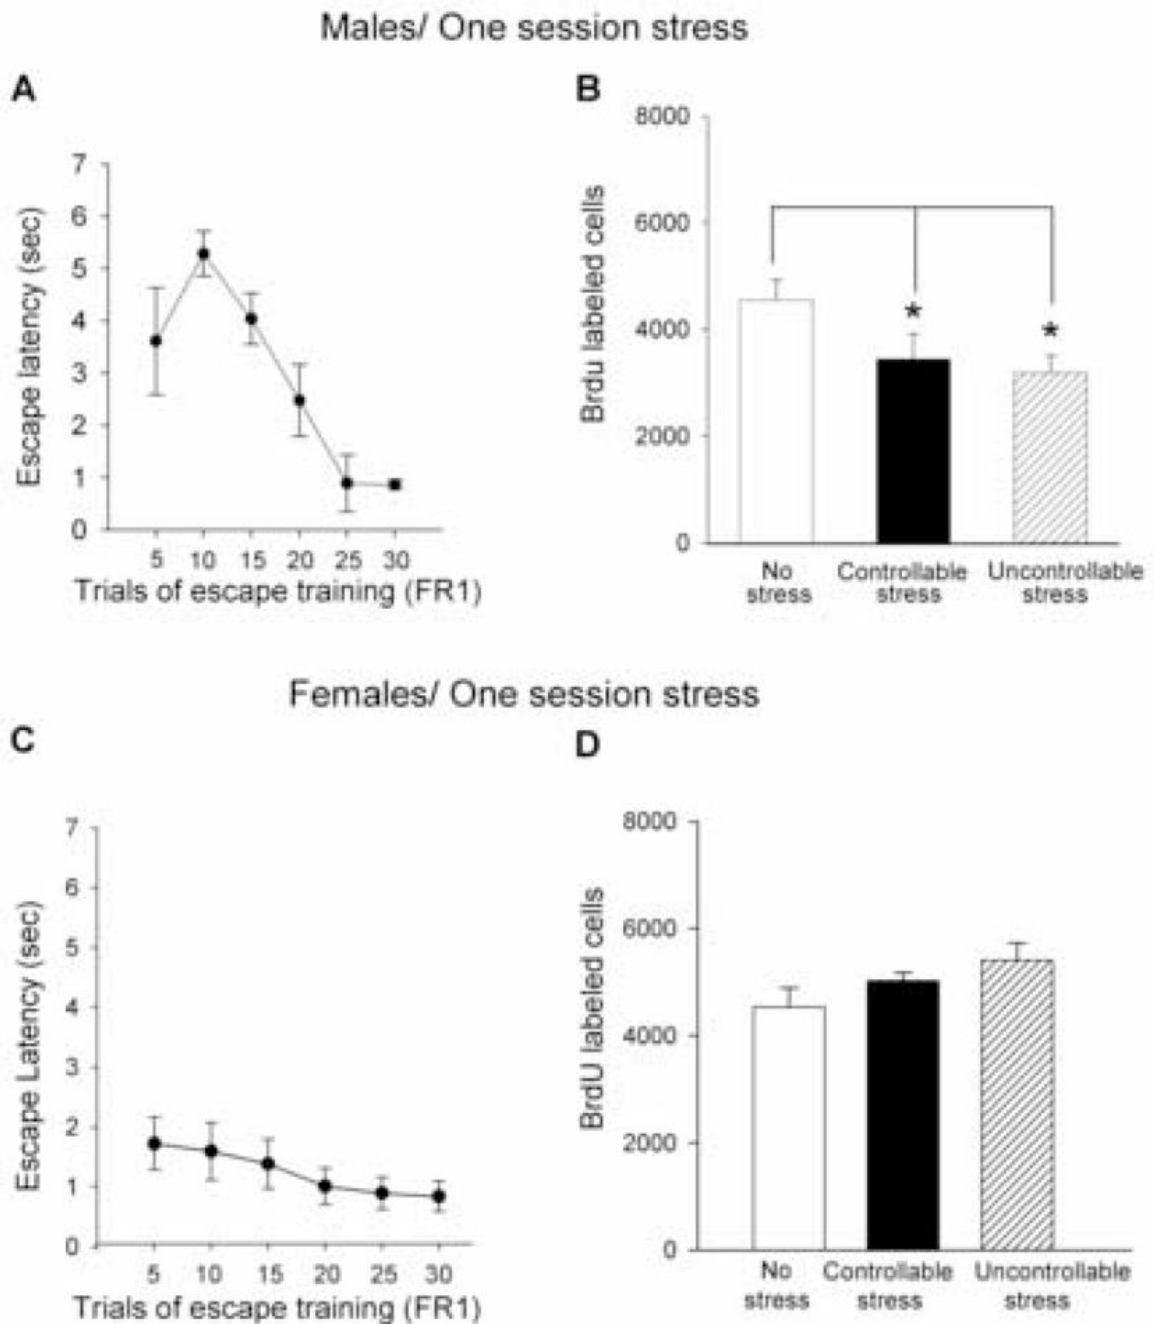 Males/ One session stress
A
7
6
5
4
3
2
1
0
Escape latency (sec)
5 10 15 20 25 30
Trials of escape training (FR1)
B
8000
6000
4000
2000
0
Brdu labeled cells
* *
No Controllable Uncontrollable
stress stress stress
Females/ One session stress
C
7
6
5
4
3
2
1
0
Escape Latency (sec)
5 10 15 20 25 30
Trials of escape training (FR1)
D
8000
6000
4000
2000
0
BrdU labeled cells
No Controllable Uncontrollable
stress stress stress